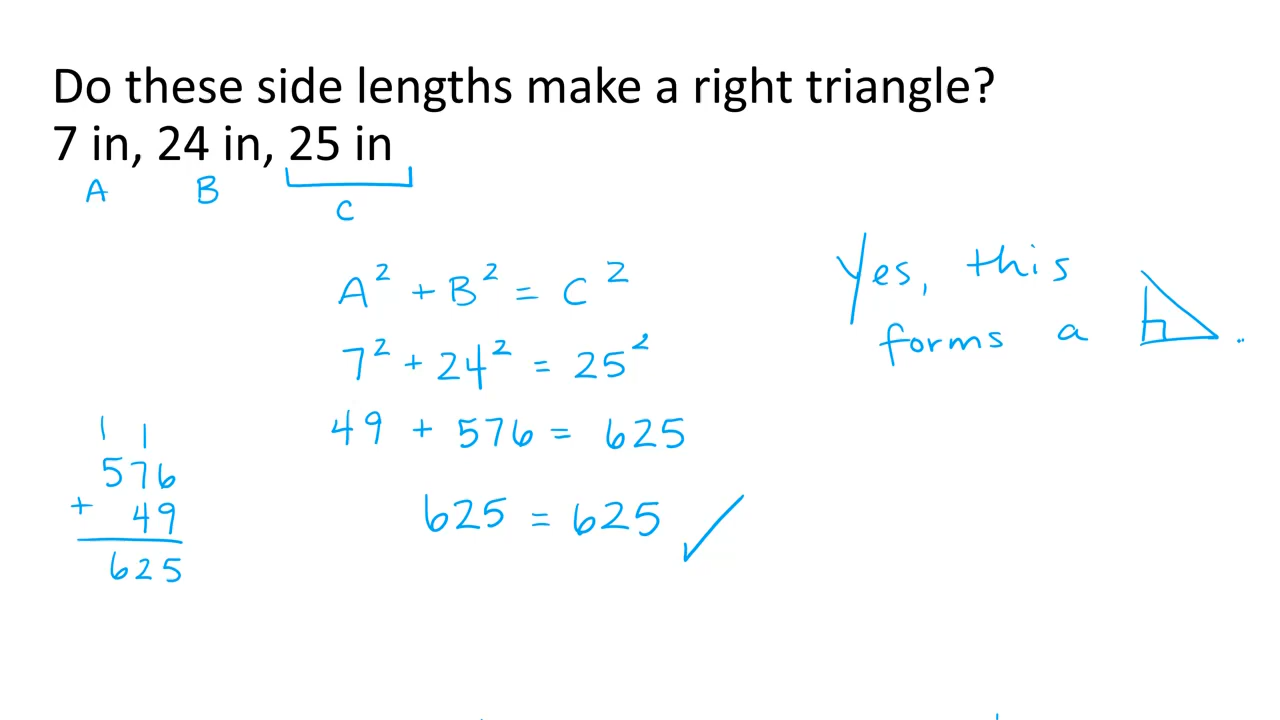 Do these side lengths make a right triangle?
7 in, 24 in, 25 in
A B
C
A² + B² = C²
7² + 24² = 25²
49 + 576 = 625
625 = 625 ✓
1 1
576
+ 49
625
Yes, this
forms a .